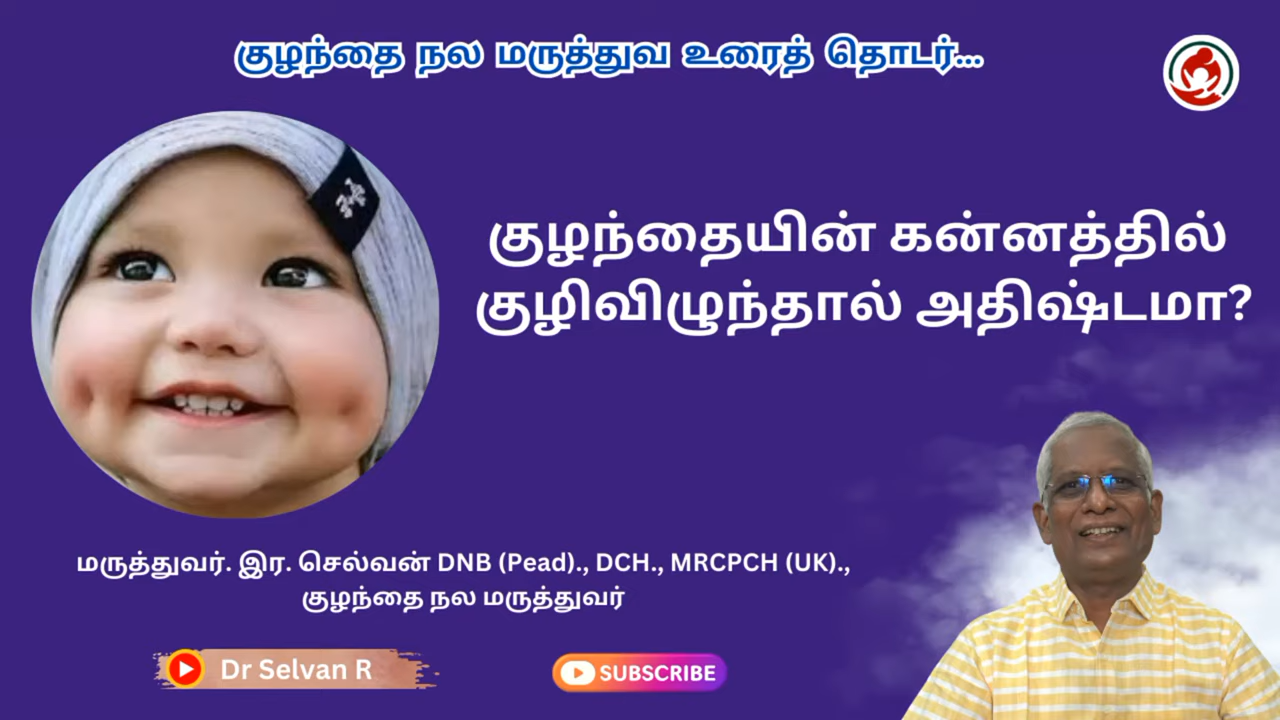 குழந்தை நல மருத்துவ உரைத் தொடர்...
குழந்தையின் கன்னத்தில்
குழிவிழுந்தால் அதிஷ்டமா?
மருத்துவர். இர. செல்வன் DNB (Pead)., DCH., MRCPCH (UK).,
குழந்தை நல மருத்துவர்
Dr Selvan R
SUBSCRIBE